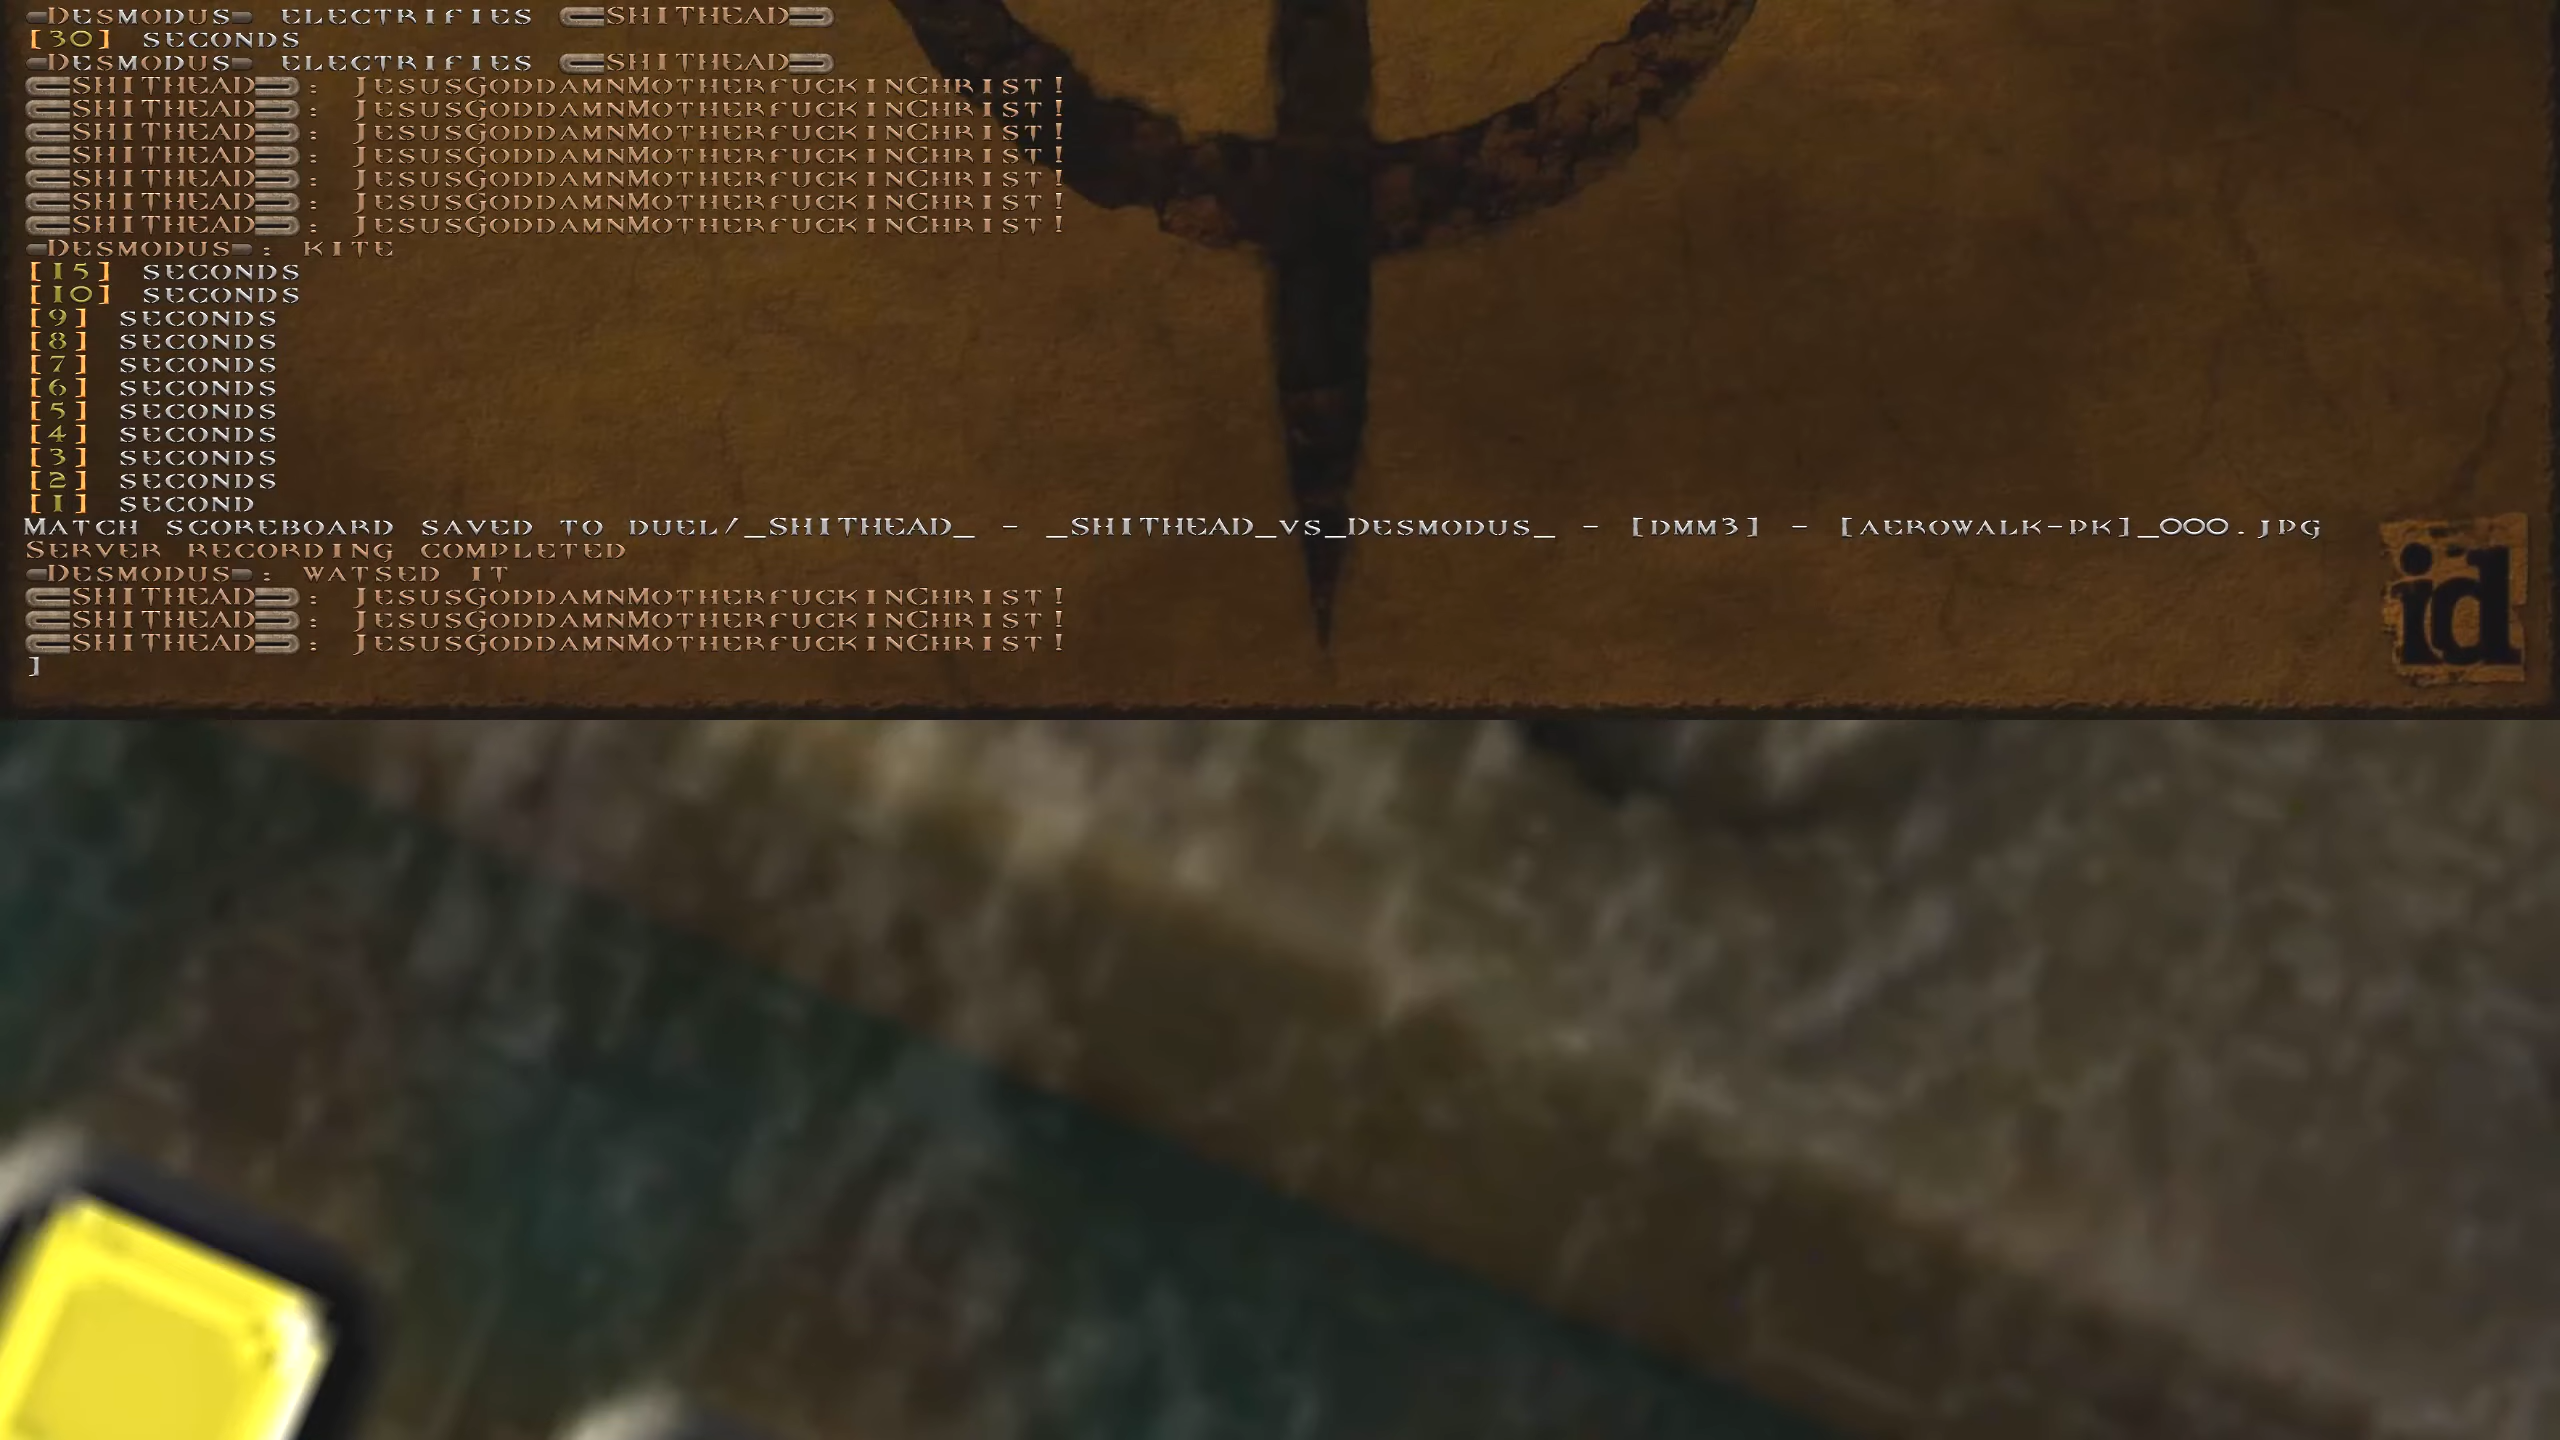 DESMODUS ELECTRIFIES SHITHEAD
[30] SECONDS
DESMODUS ELECTRIFIES SHITHEAD
SHITHEAD: JESUSGODDAMNMOTHERFUCKINCHRIST!
SHITHEAD: JESUSGODDAMNMOTHERFUCKINCHRIST!
SHITHEAD: JESUSGODDAMNMOTHERFUCKINCHRIST!
SHITHEAD: JESUSGODDAMNMOTHERFUCKINCHRIST!
SHITHEAD: JESUSGODDAMNMOTHERFUCKINCHRIST!
SHITHEAD: JESUSGODDAMNMOTHERFUCKINCHRIST!
SHITHEAD: JESUSGODDAMNMOTHERFUCKINCHRIST!
DESMODUS: KITE
[15] SECONDS
[10] SECONDS
[9] SECONDS
[8] SECONDS
[7] SECONDS
[6] SECONDS
[5] SECONDS
[4] SECONDS
[3] SECONDS
[2] SECONDS
[1] SECOND
MATCH SCOREBOARD SAVED TO DUEL/_SHITHEAD_ - _SHITHEAD_VS_DESMODUS_ - [DMM3] - [AEROWALK-PK]_000.JPG
SERVER RECORDING COMPLETED
DESMODUS: WATSED IT
SHITHEAD: JESUSGODDAMNMOTHERFUCKINCHRIST!
SHITHEAD: JESUSGODDAMNMOTHERFUCKINCHRIST!
SHITHEAD: JESUSGODDAMNMOTHERFUCKINCHRIST!
]
id